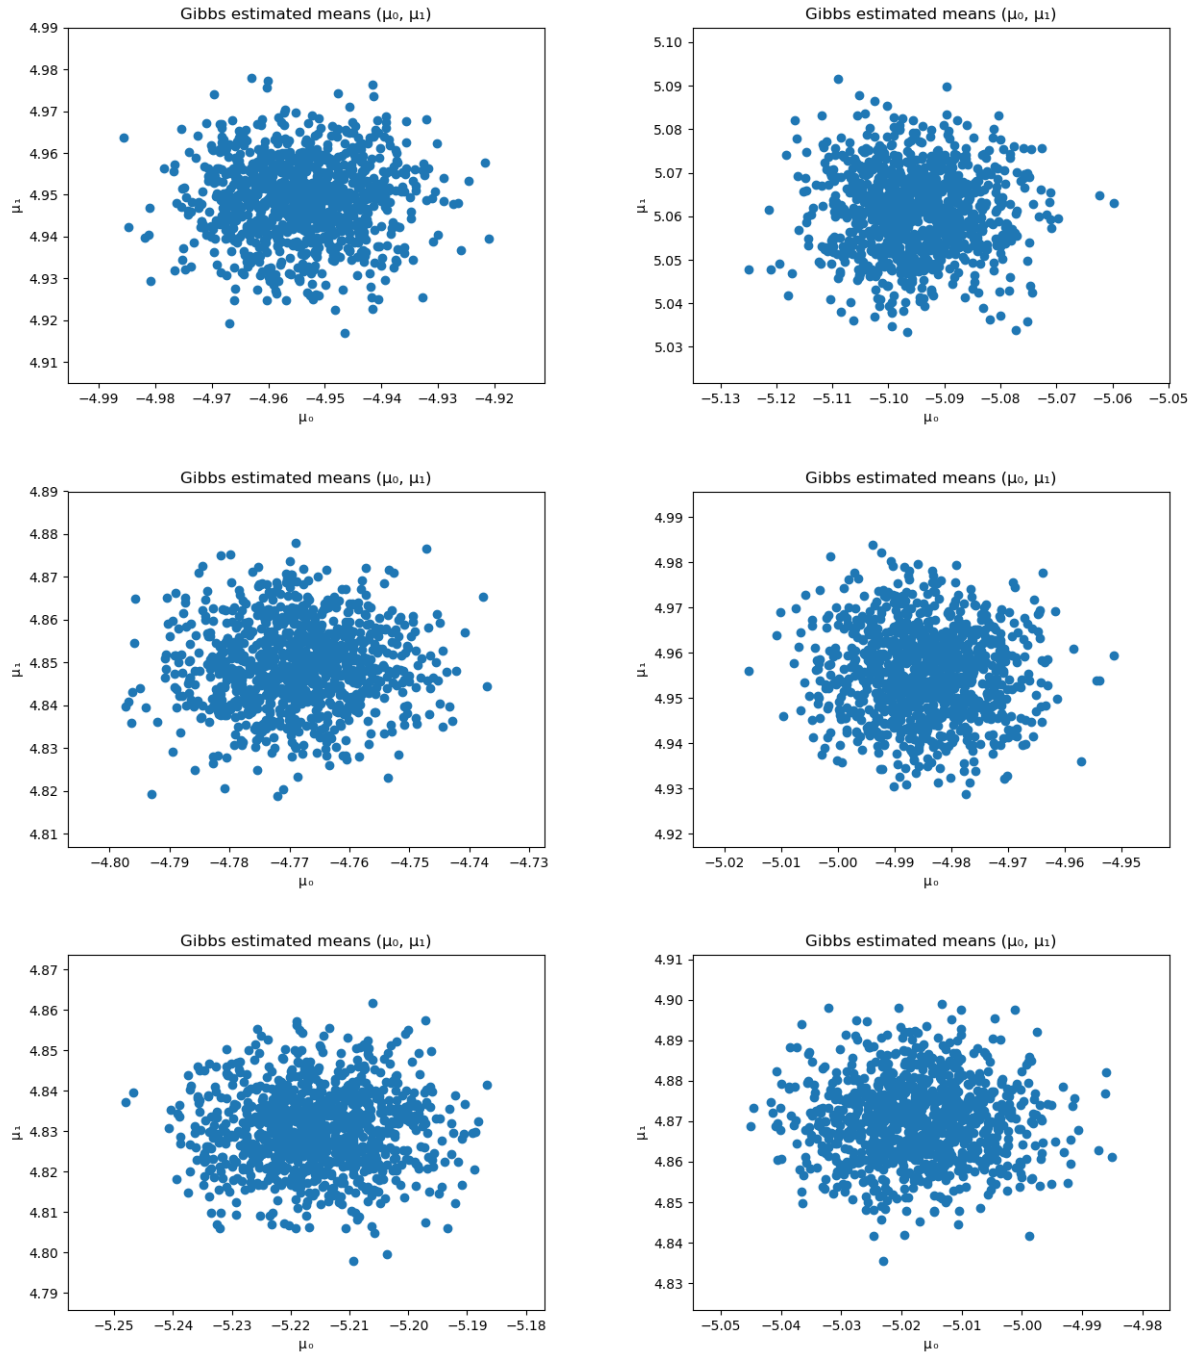 Gibbs estimated means (μ₀, μ₁)
4.99
4.98
4.97
4.96
4.95
4.94
4.93
4.92
4.91
μ₁
−4.99 −4.98 −4.97 −4.96 −4.95 −4.94 −4.93 −4.92
μ₀
Gibbs estimated means (μ₀, μ₁)
5.10
5.09
5.08
5.07
5.06
5.05
5.04
5.03
μ₁
−5.13 −5.12 −5.11 −5.10 −5.09 −5.08 −5.07 −5.06 −5.05
μ₀
Gibbs estimated means (μ₀, μ₁)
4.89
4.88
4.87
4.86
4.85
4.84
4.83
4.82
4.81
μ₁
−4.80 −4.79 −4.78 −4.77 −4.76 −4.75 −4.74 −4.73
μ₀
Gibbs estimated means (μ₀, μ₁)
4.99
4.98
4.97
4.96
4.95
4.94
4.93
4.92
μ₁
−5.02 −5.01 −5.00 −4.99 −4.98 −4.97 −4.96 −4.95
μ₀
Gibbs estimated means (μ₀, μ₁)
4.87
4.86
4.85
4.84
4.83
4.82
4.81
4.80
4.79
μ₁
−5.25 −5.24 −5.23 −5.22 −5.21 −5.20 −5.19 −5.18
μ₀
Gibbs estimated means (μ₀, μ₁)
4.91
4.90
4.89
4.88
4.87
4.86
4.85
4.84
4.83
μ₁
−5.05 −5.04 −5.03 −5.02 −5.01 −5.00 −4.99 −4.98
μ₀